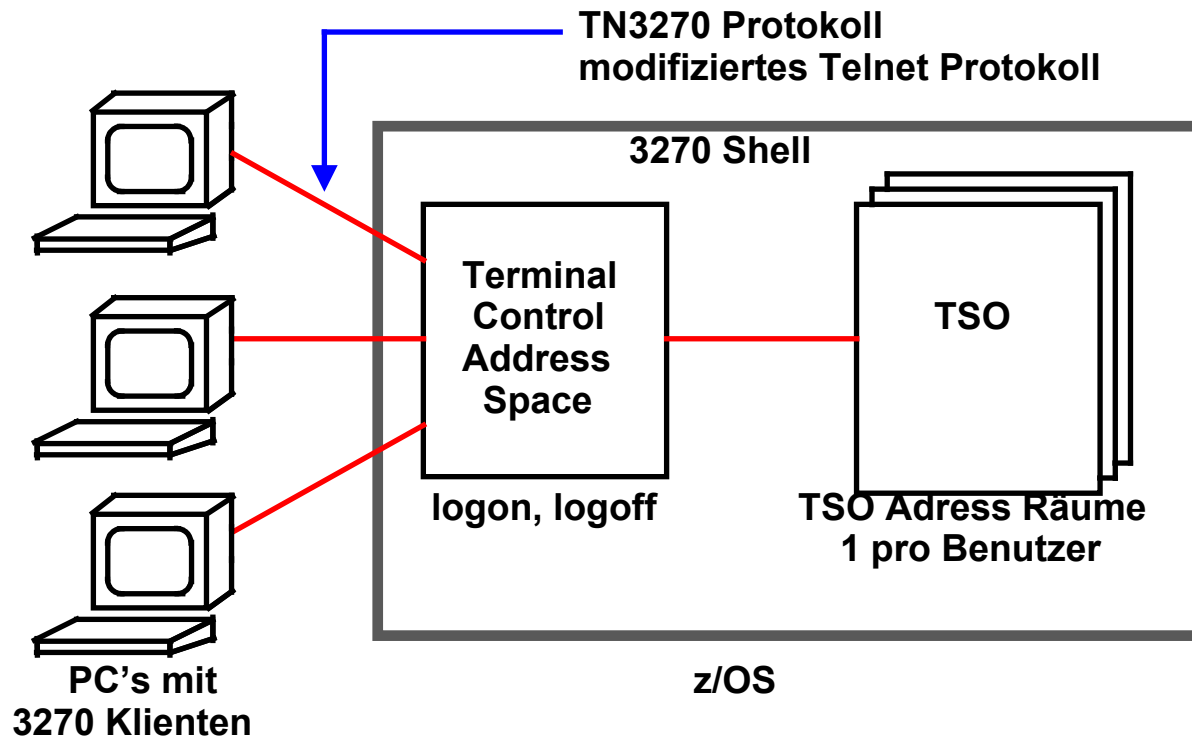 TN3270 Protokoll
modifiziertes Telnet Protokoll
3270 Shell
Terminal
Control
Address
Space
TSO
logon, logoff
TSO Adress Räume
1 pro Benutzer
PC’s mit
3270 Klienten
z/OS